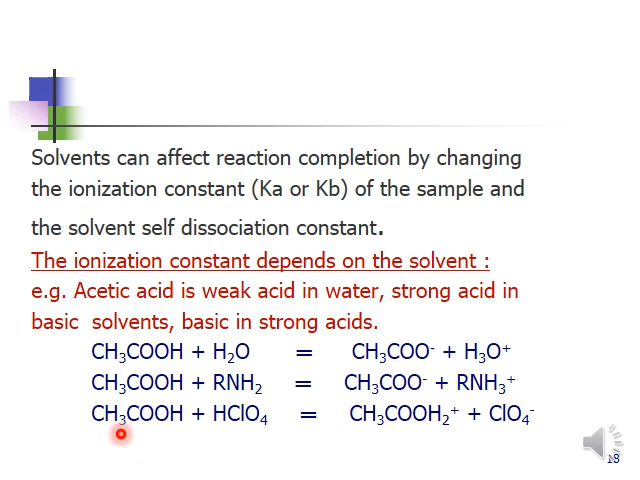 Solvents can affect reaction completion by changing
the ionization constant (Ka or Kb) of the sample and
the solvent self dissociation constant.
The ionization constant depends on the solvent :
e.g. Acetic acid is weak acid in water, strong acid in
basic solvents, basic in strong acids.
CH₃COOH + H₂O = CH₃COO⁻ + H₃O⁺
CH₃COOH + RNH₂ = CH₃COO⁻ + RNH₃⁺
CH₃COOH + HClO₄ = CH₃COOH₂⁺ + ClO₄⁻
18